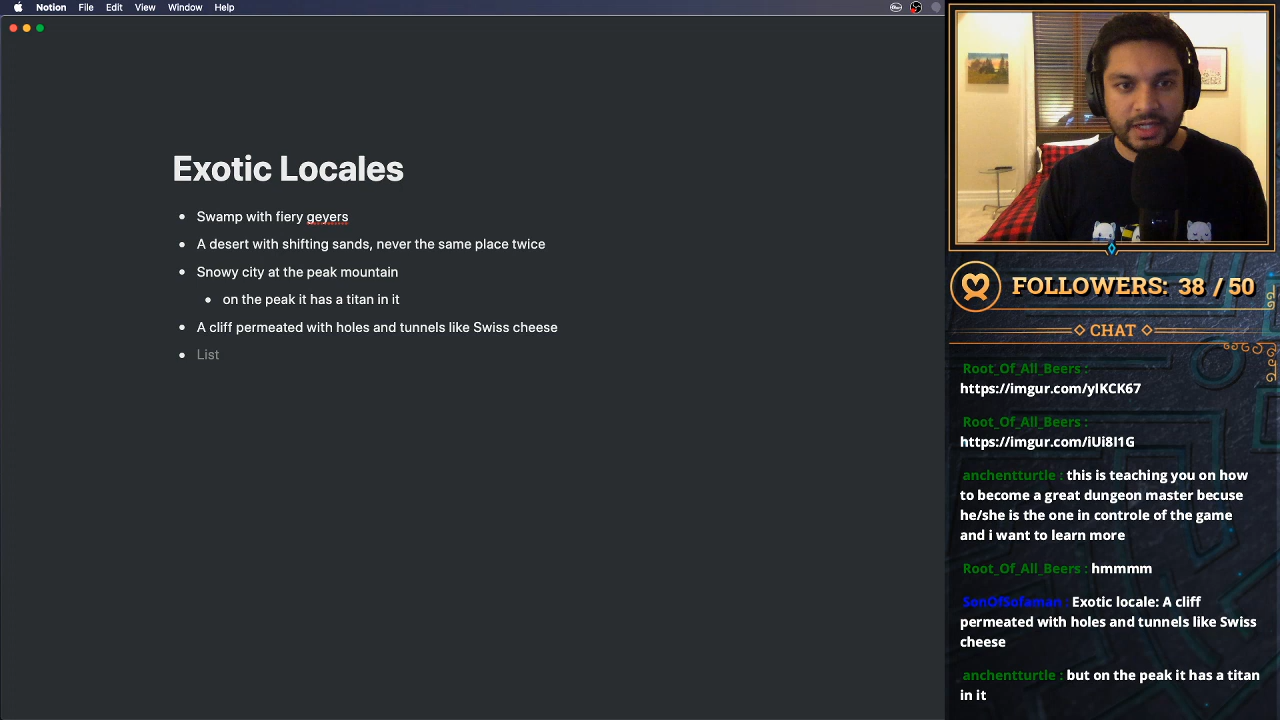 Notion File Edit View Window Help
Exotic Locales
Swamp with fiery geyers
A desert with shifting sands, never the same place twice
Snowy city at the peak mountain
on the peak it has a titan in it
A cliff permeated with holes and tunnels like Swiss cheese
List
FOLLOWERS: 38 / 50
CHAT
Root_Of_All_Beers :
https://imgur.com/yIKCK67
Root_Of_All_Beers :
https://imgur.com/iUi8I1G
anchentturtle : this is teaching you on how
to become a great dungeon master becuse
he/she is the one in controle of the game
and i want to learn more
Root_Of_All_Beers : hmmmm
SonOfSofaman : Exotic locale: A cliff
permeated with holes and tunnels like Swiss
cheese
anchentturtle : but on the peak it has a titan
in it